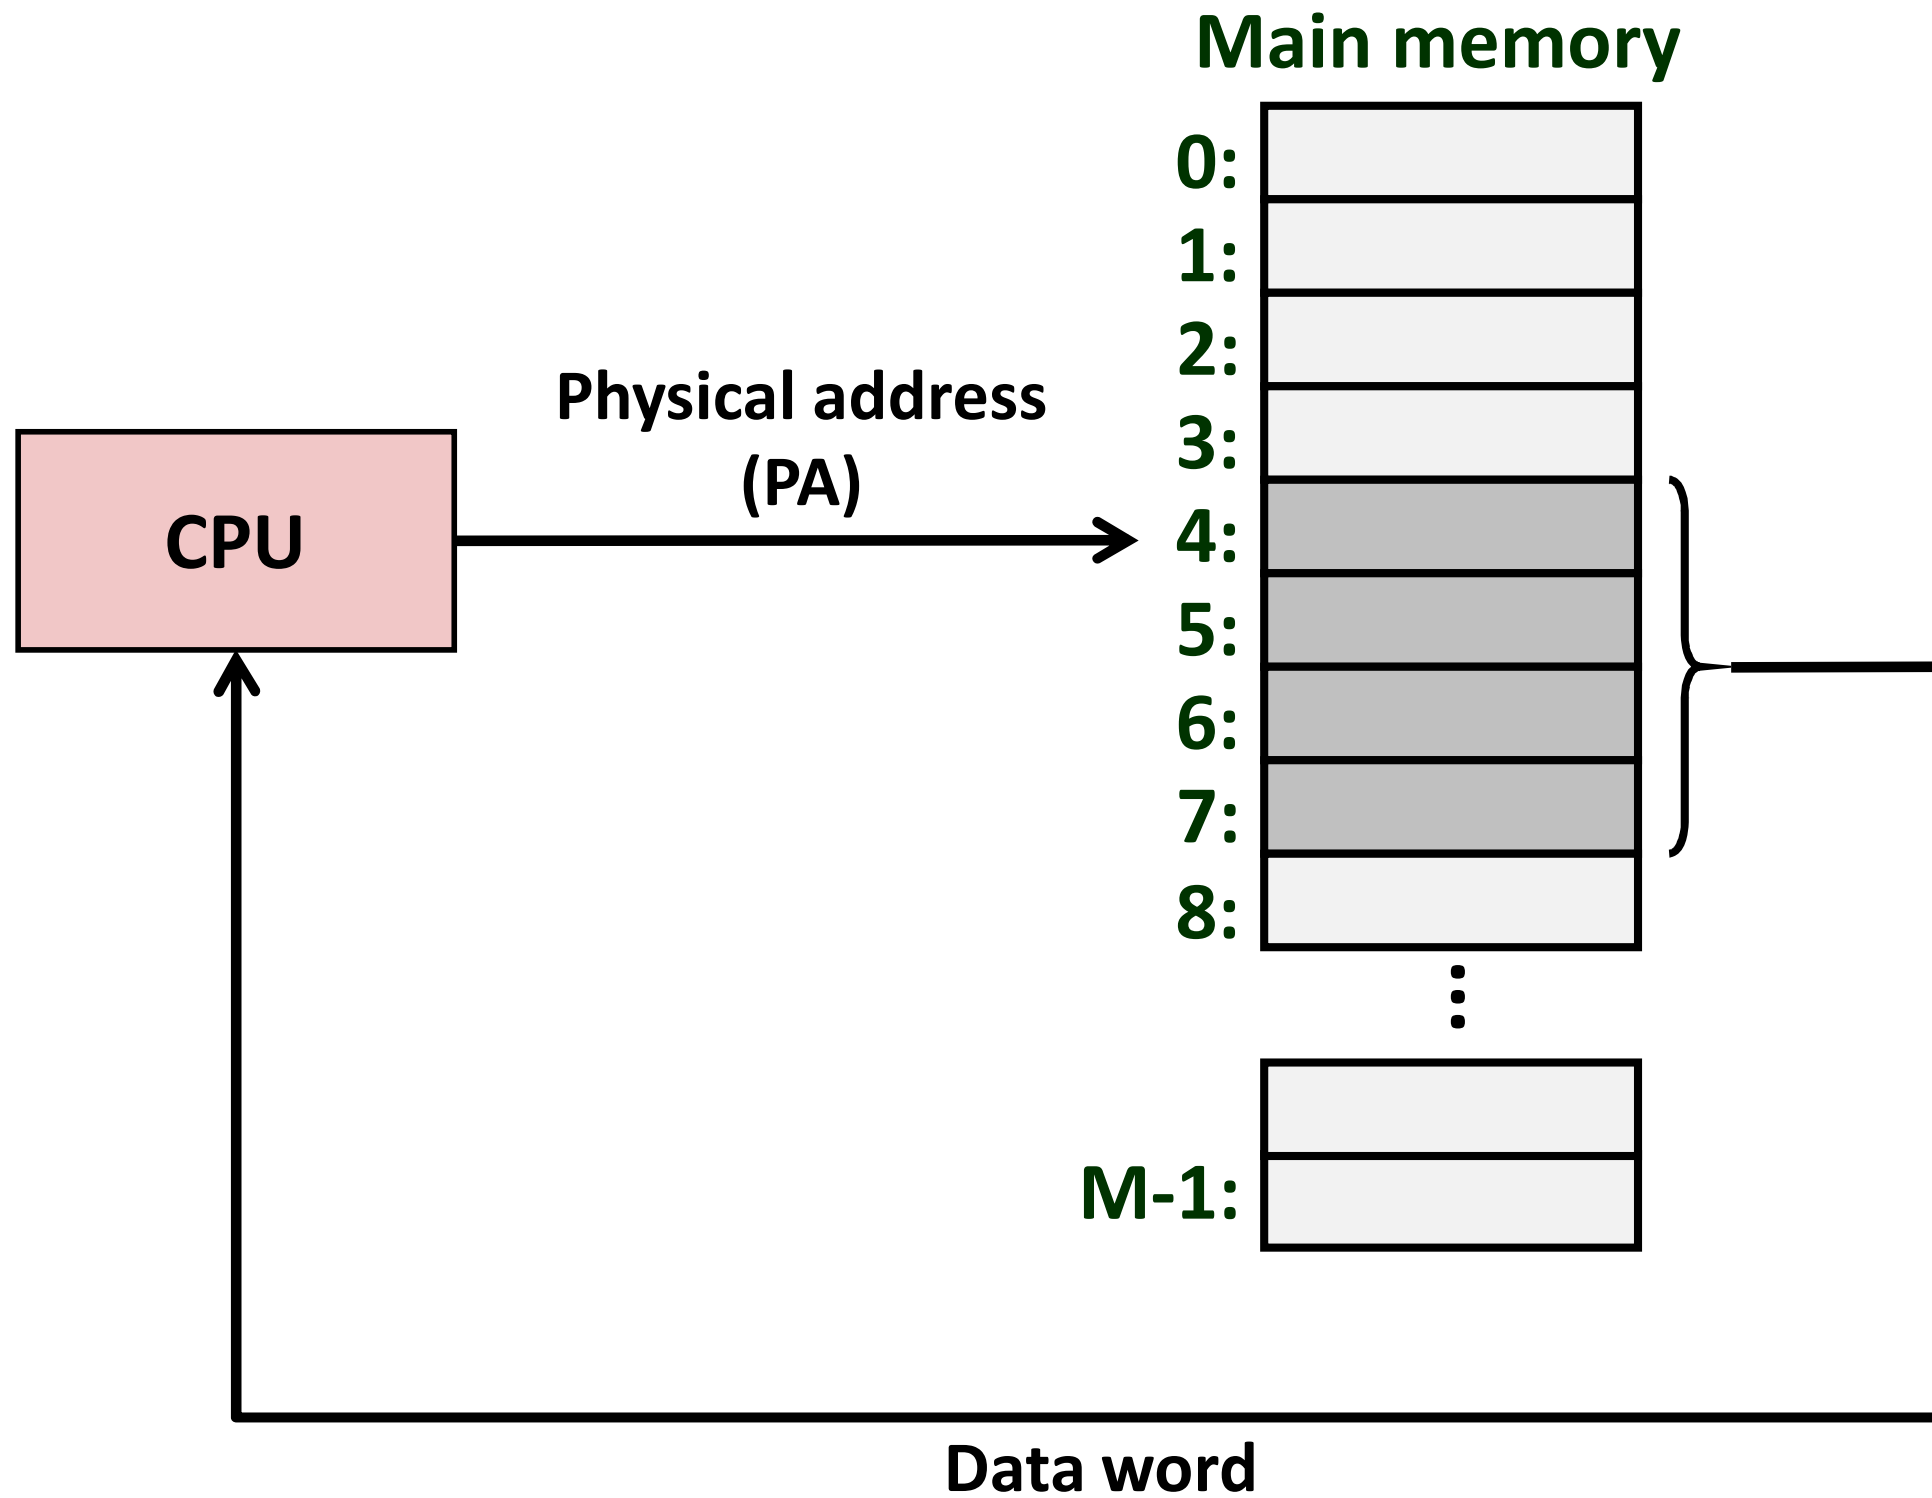 Main memory
0:
1:
2:
Physical address
(PA)
3:
CPU
4:
5:
6:
7:
8:
M-1:
Data word